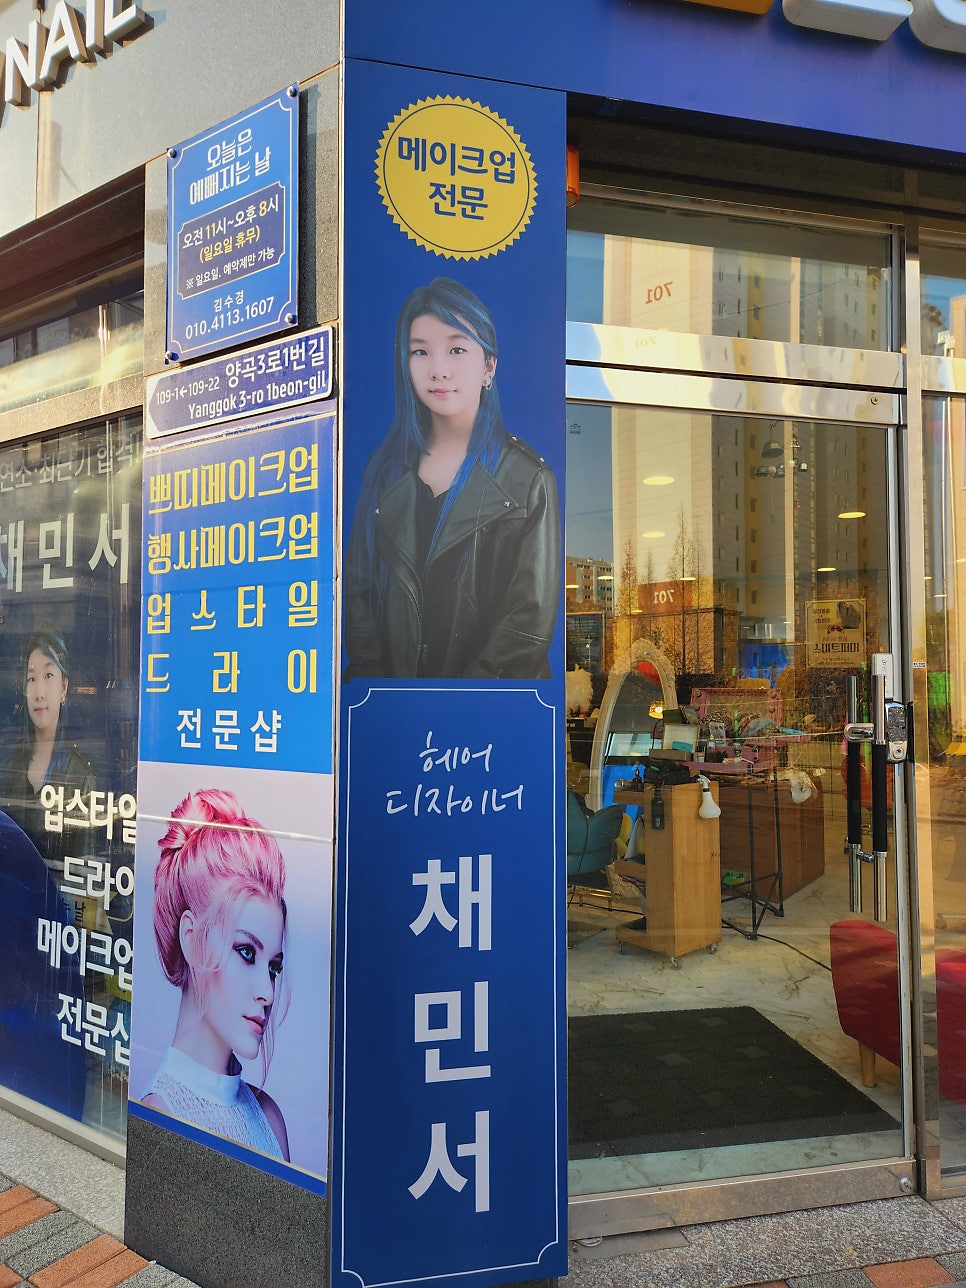 NAIL
오늘은
예뻐지는 날
오전 11시~오후 8시
(일요일 휴무)
※ 일요일. 예약제만 가능
김수경
010.4113.1607
109-1←109-22 양곡3로1번길
Yanggok 3-ro 1beon-gil
쁘띠메이크업
행사메이크업
업스타일
드라이
전문샵
메이크업
전문
헤어
디자이너
채민서
채민서
업스타일
드라이
메이크업
전문샵
701
701